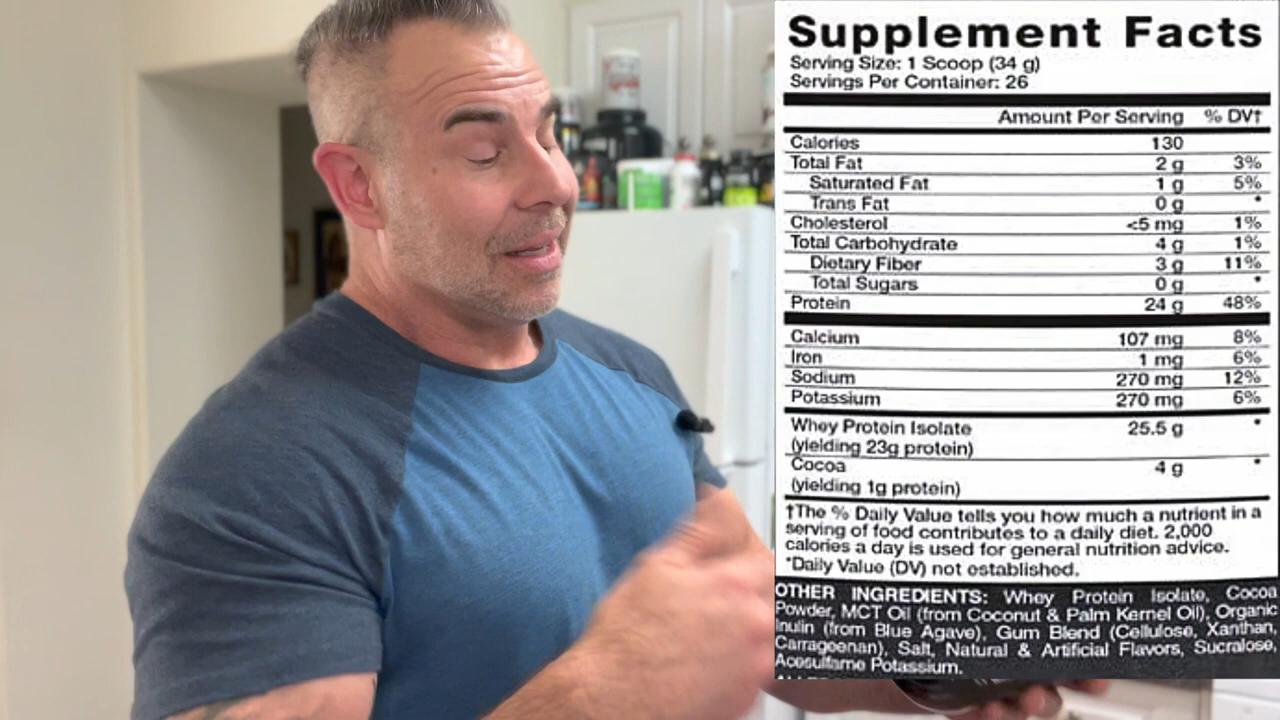 Supplement Facts
Serving Size: 1 Scoop (34 g)
Servings Per Container: 26
Amount Per Serving % DV†
Calories 130
Total Fat 2 g 3%
Saturated Fat 1 g 5%
Trans Fat 0 g *
Cholesterol <5 mg 1%
Total Carbohydrate 4 g 1%
Dietary Fiber 3 g 11%
Total Sugars 0 g *
Protein 24 g 48%
Calcium 107 mg 8%
Iron 1 mg 6%
Sodium 270 mg 12%
Potassium 270 mg 6%
Whey Protein Isolate 25.5 g *
(yielding 23g protein)
Cocoa 4 g *
(yielding 1g protein)
†The % Daily Value tells you how much a nutrient in a
serving of food contributes to a daily diet. 2,000
calories a day is used for general nutrition advice.
*Daily Value (DV) not established.
OTHER INGREDIENTS: Whey Protein Isolate, Cocoa
Powder, MCT Oil (from Coconut & Palm Kernel Oil), Organic
Inulin (from Blue Agave), Gum Blend (Cellulose, Xanthan,
Carrageenan), Salt, Natural & Artificial Flavors, Sucralose,
Acesulfame Potassium.